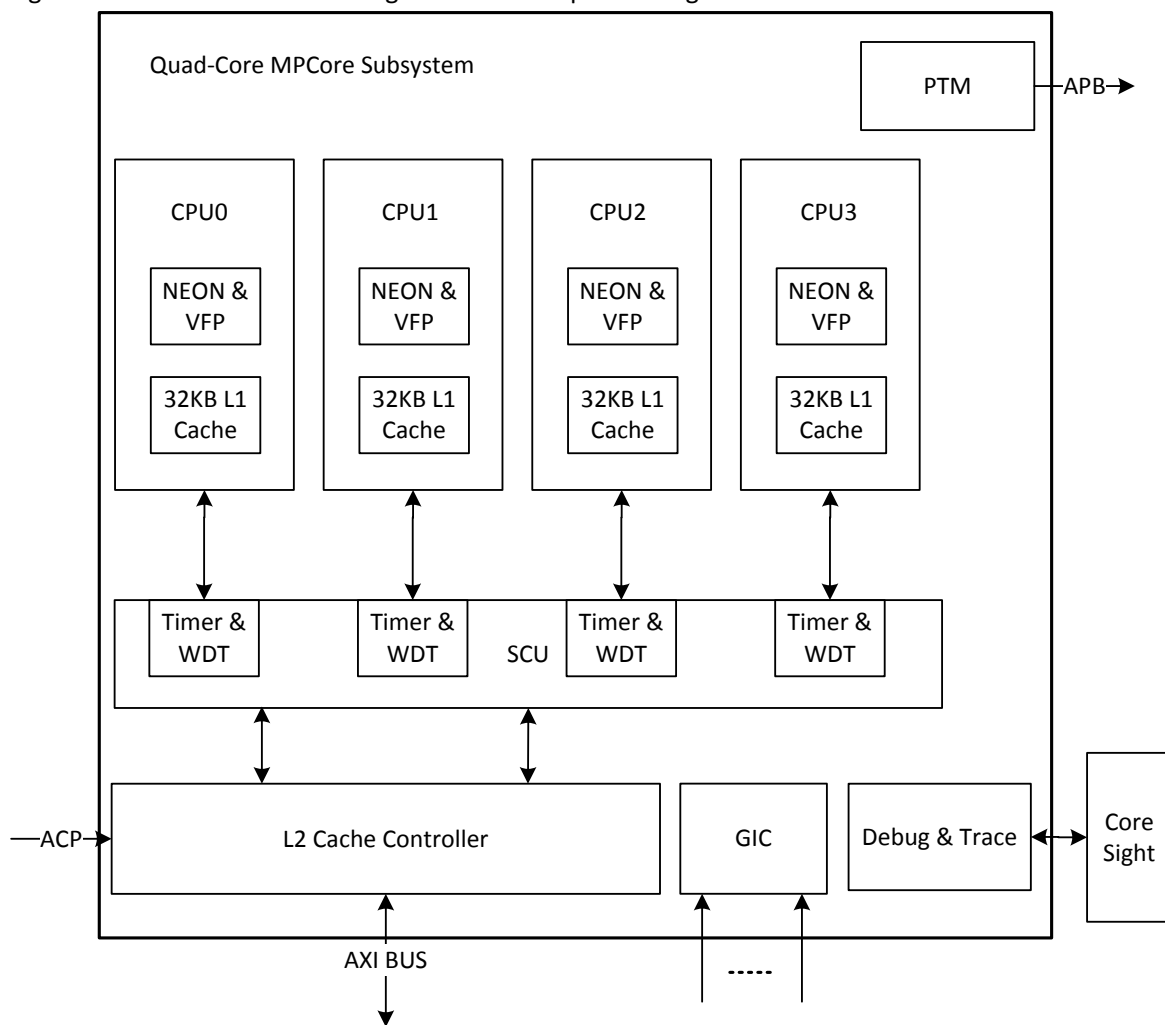 Quad-Core MPCore Subsystem
PTM
APB
CPU0
CPU1
CPU2
CPU3
NEON &
VFP
NEON &
VFP
NEON &
VFP
NEON &
VFP
32KB L1
Cache
32KB L1
Cache
32KB L1
Cache
32KB L1
Cache
Timer &
WDT
Timer &
WDT
SCU
Timer &
WDT
Timer &
WDT
ACP
L2 Cache Controller
GIC
Debug & Trace
Core
Sight
AXI BUS
-----